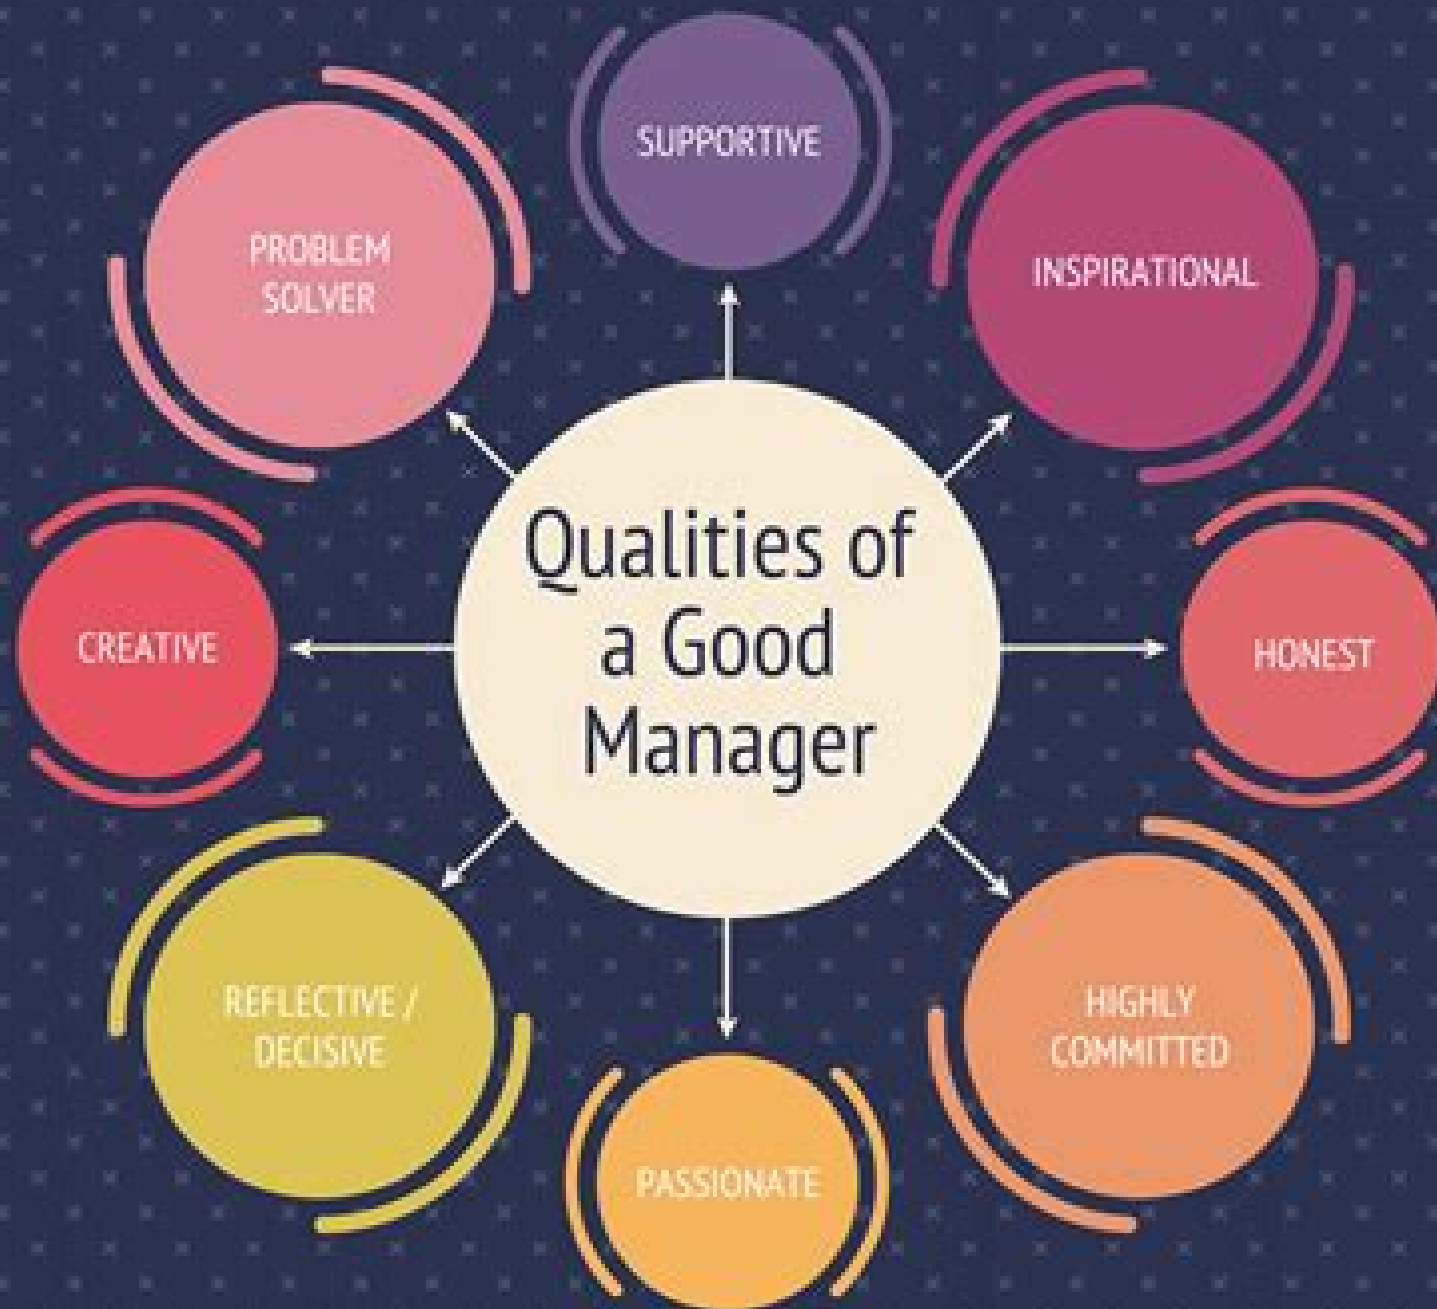 SUPPORTIVE
PROBLEM
SOLVER
INSPIRATIONAL
Qualities of
a Good
Manager
CREATIVE
HONEST
REFLECTIVE /
DECISIVE
HIGHLY
COMMITTED
PASSIONATE